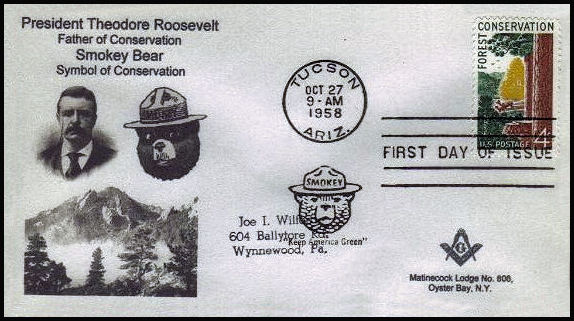 President Theodore Roosevelt
Father of Conservation
Smokey Bear
Symbol of Conservation
TUCSON
OCT 27
9-AM
1958
ARIZ.
FOREST CONSERVATION
U.S. POSTAGE 4¢
FIRST DAY OF ISSUE
SMOKEY
Joe I.
604 Ballytore Rd.
"Keep America Green"
Wynnewood, Pa.
G
Matinecock Lodge No. 806,
Oyster Bay, N.Y.